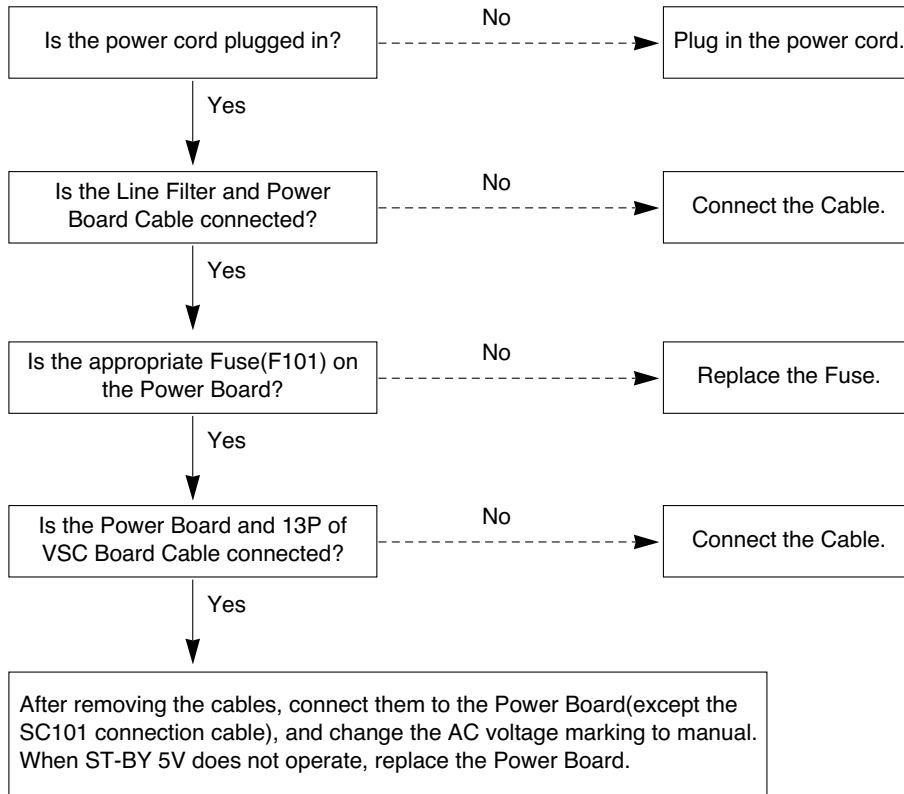 Is the power cord plugged in?
No
Plug in the power cord.
Yes
Is the Line Filter and Power
Board Cable connected?
No
Connect the Cable.
Yes
Is the appropriate Fuse(F101) on
the Power Board?
No
Replace the Fuse.
Yes
Is the Power Board and 13P of
VSC Board Cable connected?
No
Connect the Cable.
Yes
After removing the cables, connect them to the Power Board(except the
SC101 connection cable), and change the AC voltage marking to manual.
When ST-BY 5V does not operate, replace the Power Board.